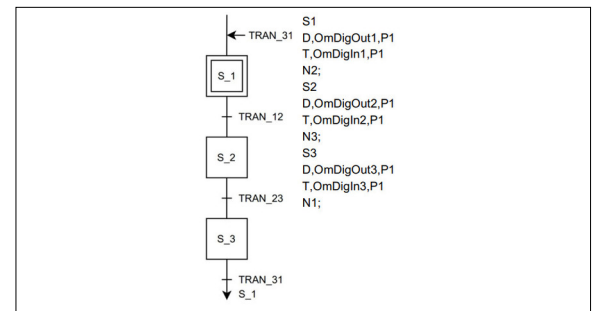 TRAN_31
S_1
TRAN_12
S_2
TRAN_23
S_3
TRAN_31
S_1
S1
D,OmDigOut1,P1
T,OmDigIn1,P1
N2;
S2
D,OmDigOut2,P1
T,OmDigIn2,P1
N3;
S3
D,OmDigOut3,P1
T,OmDigIn3,P1
N1;